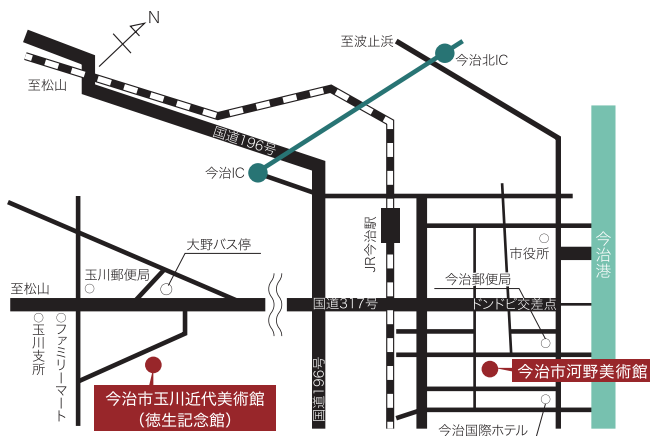 N
至波止浜
今治北IC
至松山
国道196号
今治IC
JR今治駅
大野バス停
市役所
今治港
玉川郵便局
今治郵便局
至松山
国道317号
ドンドビ交差点
玉川支所
ファミリーマート
国道196号
今治市河野美術館
今治市玉川近代美術館
(徳生記念館)
今治国際ホテル